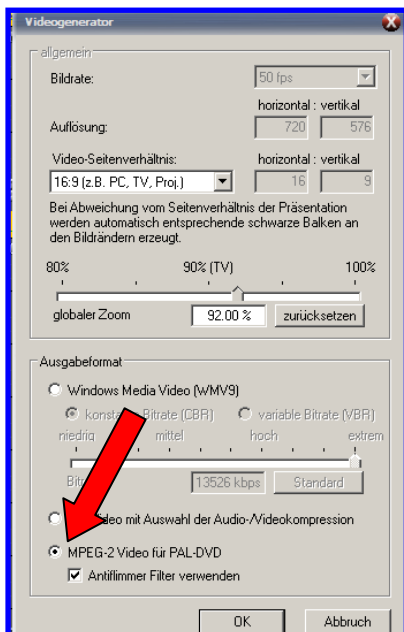 Videogenerator
allgemein
Bildrate: 50 fps
horizontal : vertikal
Auflösung: 720 576
Video-Seitenverhältnis: horizontal : vertikal
16:9 (z.B. PC, TV, Proj.) 16 9
Bei Abweichung vom Seitenverhältnis der Präsentation
werden automatisch entsprechende schwarze Balken an
den Bildrändern erzeugt.
80% 90% (TV) 100%
globaler Zoom 92.00 % zurücksetzen
Ausgabeformat
Windows Media Video (WMV9)
Bitrate (CBR) variable Bitrate (VBR)
niedrig mittel hoch extrem
13526 kbps Standard
Video mit Auswahl der Audio-/Videokompression
MPEG-2 Video für PAL-DVD
Antiflimmer Filter verwenden
OK Abbruch